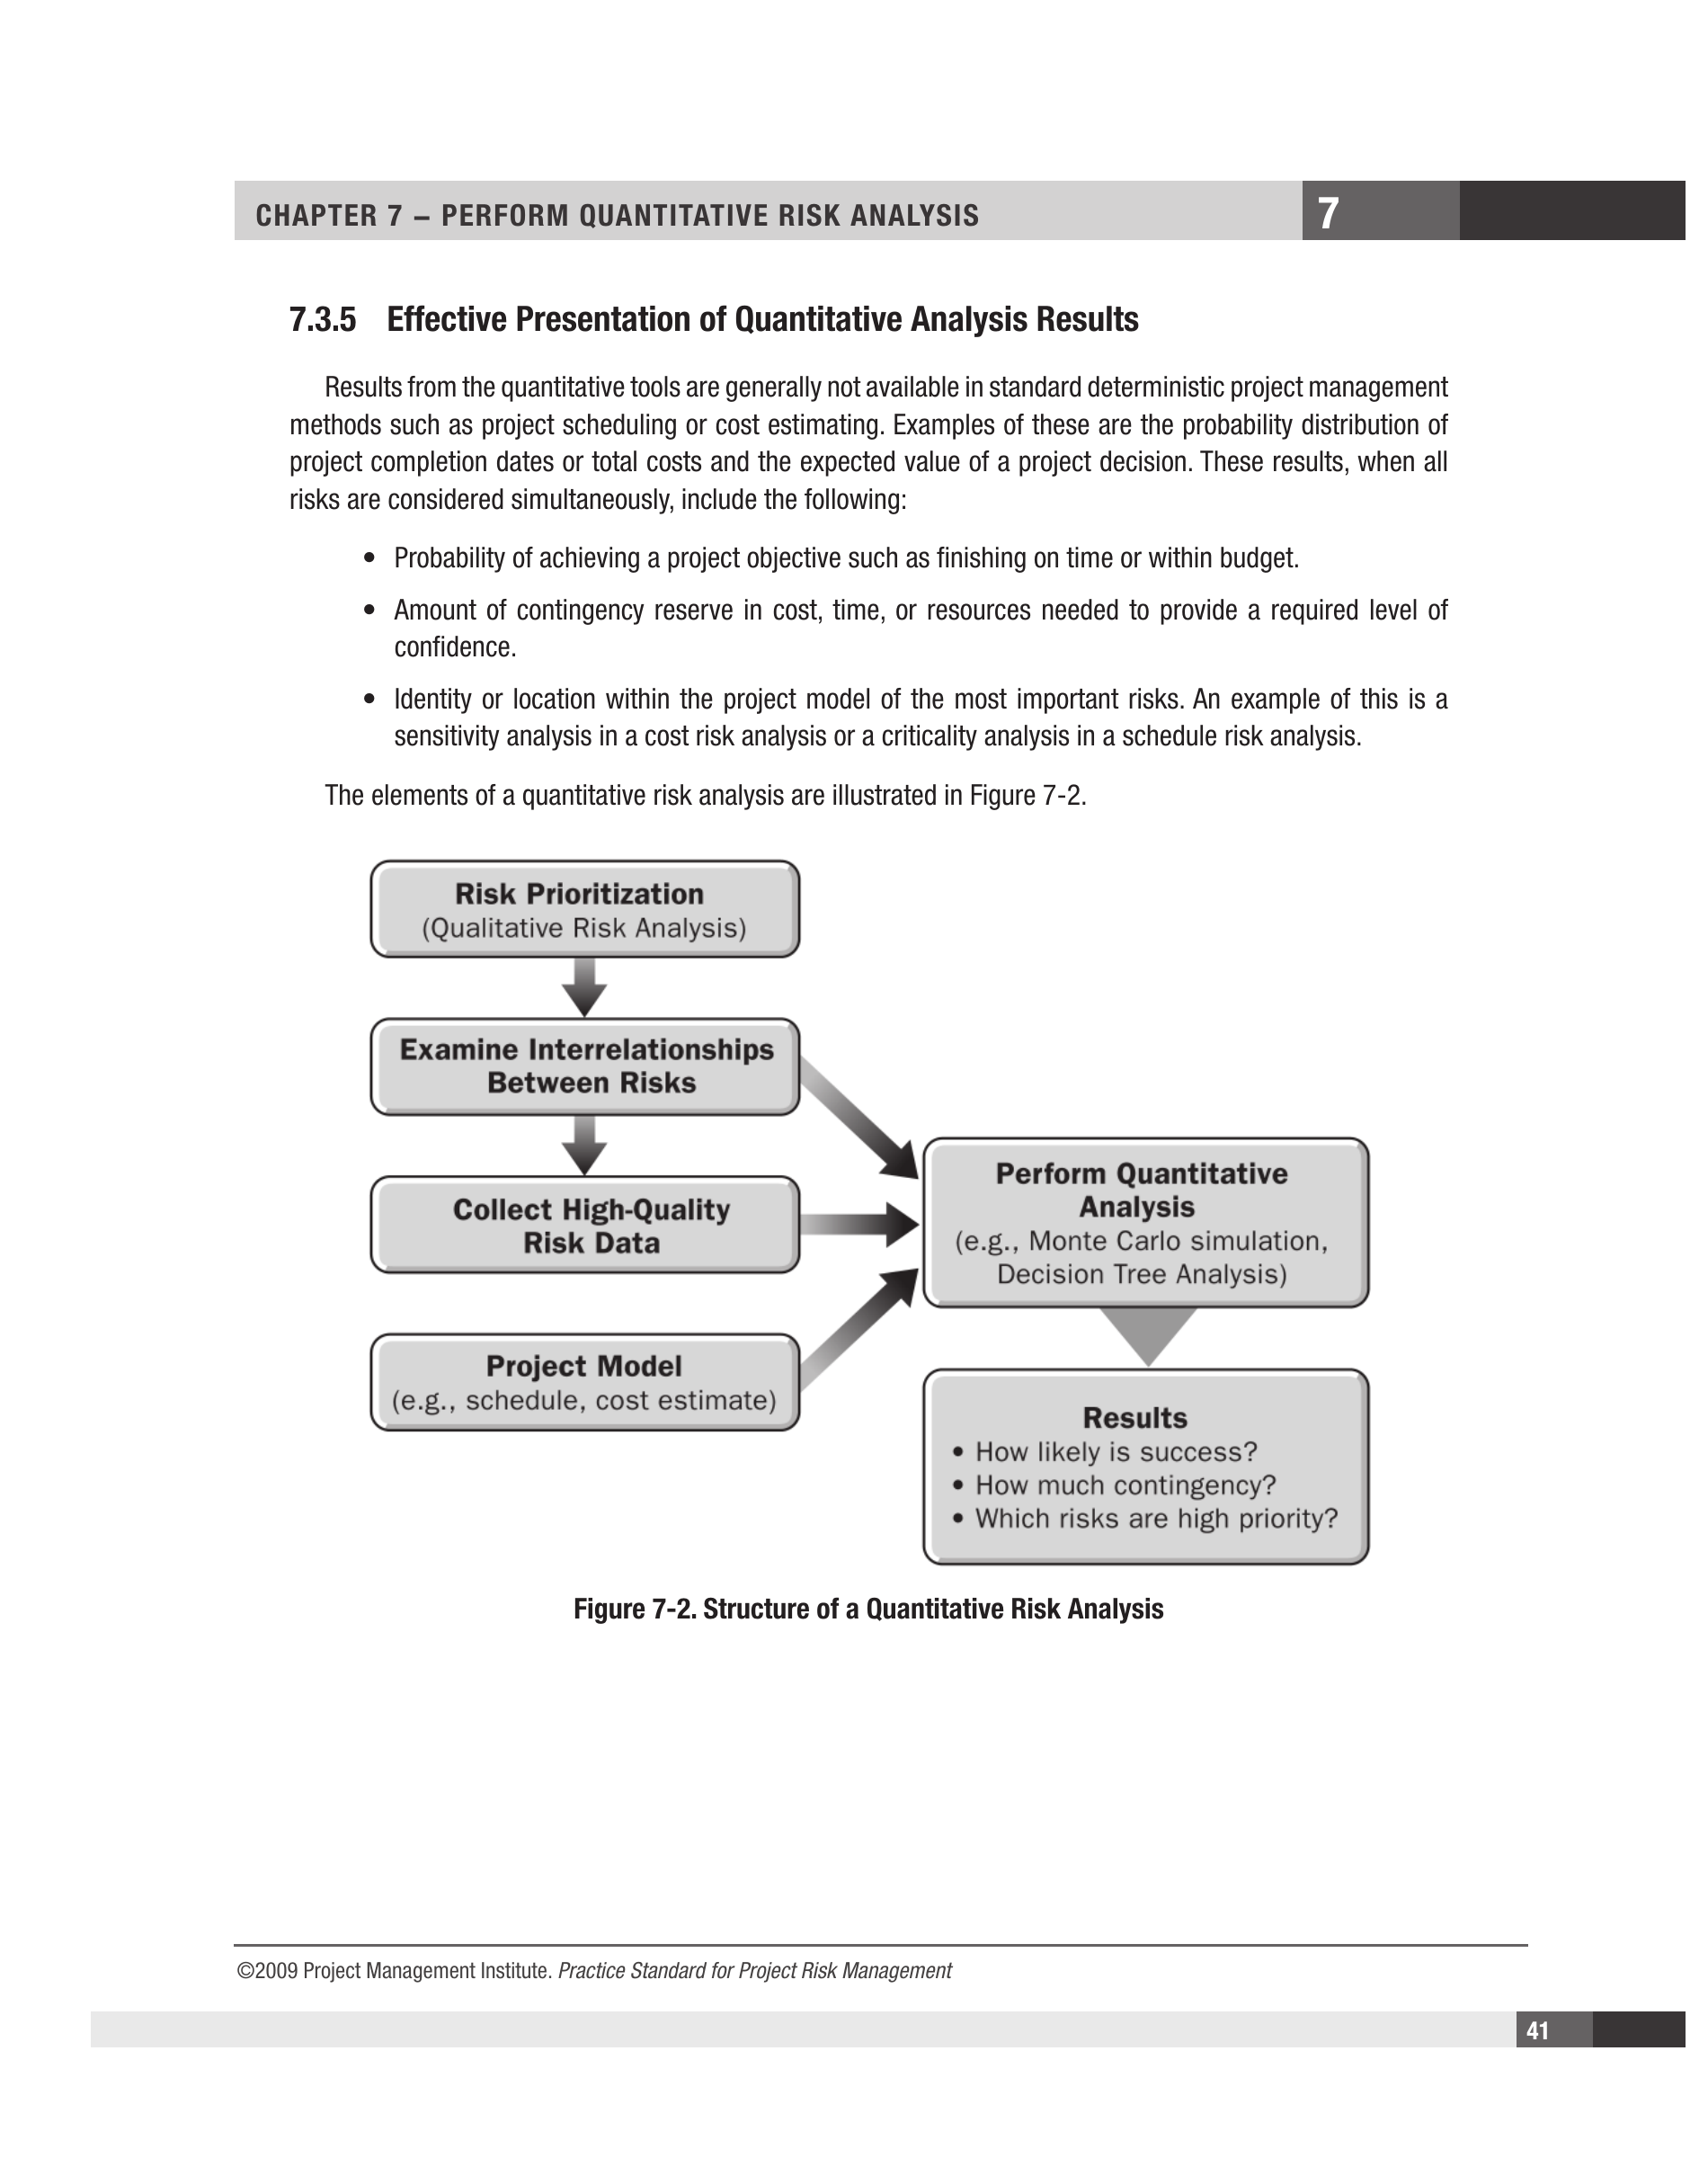 CHAPTER 7 – PERFORM QUANTITATIVE RISK ANALYSIS
7
7.3.5 Effective Presentation of Quantitative Analysis Results
Results from the quantitative tools are generally not available in standard deterministic project management
methods such as project scheduling or cost estimating. Examples of these are the probability distribution of
project completion dates or total costs and the expected value of a project decision. These results, when all
risks are considered simultaneously, include the following:
• Probability of achieving a project objective such as finishing on time or within budget.
• Amount of contingency reserve in cost, time, or resources needed to provide a required level of
confidence.
• Identity or location within the project model of the most important risks. An example of this is a
sensitivity analysis in a cost risk analysis or a criticality analysis in a schedule risk analysis.
The elements of a quantitative risk analysis are illustrated in Figure 7-2.
Risk Prioritization
(Qualitative Risk Analysis)
Examine Interrelationships
Between Risks
Collect High-Quality
Risk Data
Project Model
(e.g., schedule, cost estimate)
Perform Quantitative
Analysis
(e.g., Monte Carlo simulation,
Decision Tree Analysis)
Results
• How likely is success?
• How much contingency?
• Which risks are high priority?
Figure 7-2. Structure of a Quantitative Risk Analysis
©2009 Project Management Institute. Practice Standard for Project Risk Management
41